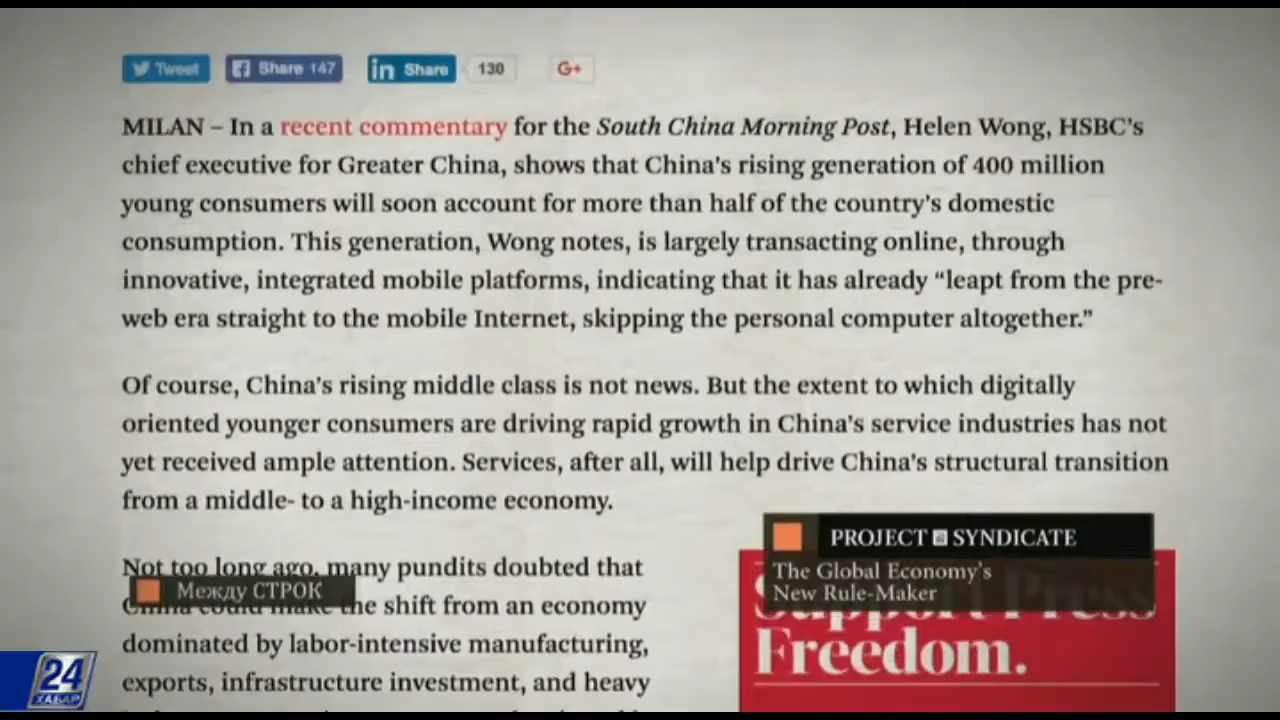 Tweet
Share 147
in Share
130
G+
MILAN – In a recent commentary for the South China Morning Post, Helen Wong, HSBC's
chief executive for Greater China, shows that China's rising generation of 400 million
young consumers will soon account for more than half of the country's domestic
consumption. This generation, Wong notes, is largely transacting online, through
innovative, integrated mobile platforms, indicating that it has already “leapt from the pre-
web era straight to the mobile Internet, skipping the personal computer altogether.”
Of course, China's rising middle class is not news. But the extent to which digitally
oriented younger consumers are driving rapid growth in China's service industries has not
yet received ample attention. Services, after all, will help drive China's structural transition
from a middle- to a high-income economy.
Not too long ago, many pundits doubted that
China could make the shift from an economy
dominated by labor-intensive manufacturing,
exports, infrastructure investment, and heavy
Между СТРОК
PROJECT SYNDICATE
The Global Economy's
New Rule-Maker
Support Press
Freedom.
24
ХАБАР